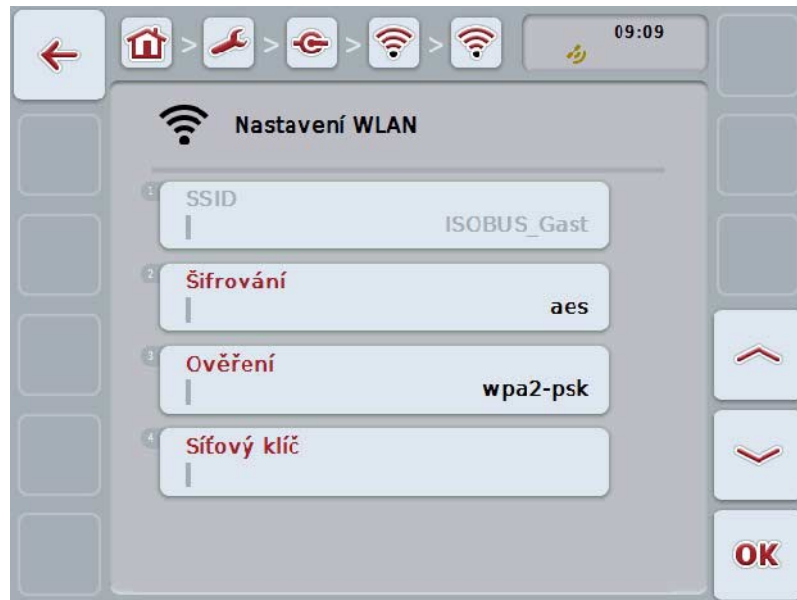 09:09
Nastavení WLAN
1
SSID
ISOBUS_Gast
2
Šifrování
aes
3
Ověření
wpa2-psk
4
Síťový klíč
OK